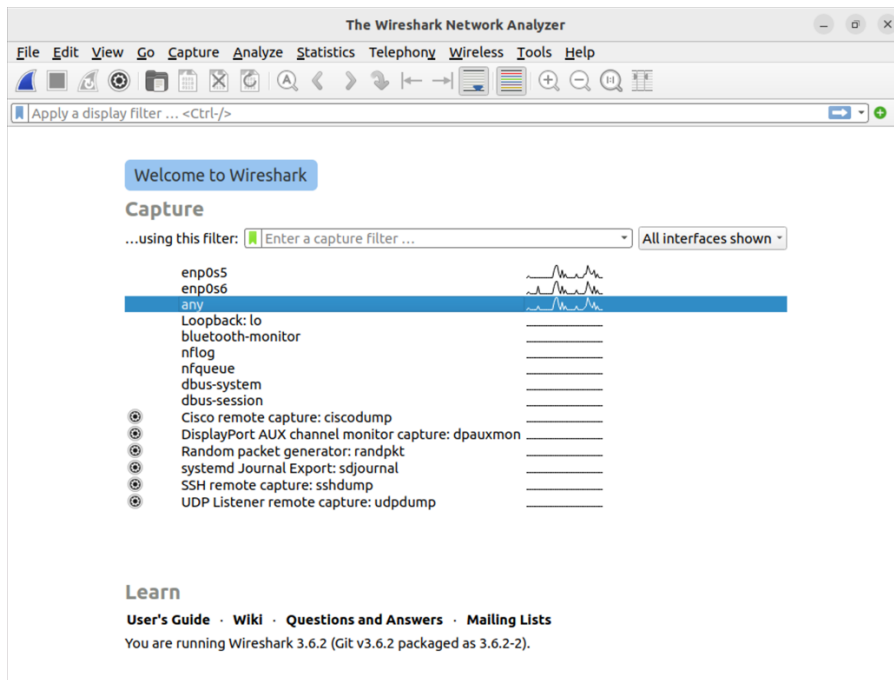 The Wireshark Network Analyzer
File Edit View Go Capture Analyze Statistics Telephony Wireless Tools Help
Apply a display filter … <Ctrl-/>
Welcome to Wireshark
Capture
…using this filter: Enter a capture filter … All interfaces shown
enp0s5
enp0s6
any
Loopback: lo
bluetooth-monitor
nflog
nfqueue
dbus-system
dbus-session
Cisco remote capture: ciscodump
DisplayPort AUX channel monitor capture: dpauxmon
Random packet generator: randpkt
systemd Journal Export: sdjournal
SSH remote capture: sshdump
UDP Listener remote capture: udpdump
Learn
User's Guide · Wiki · Questions and Answers · Mailing Lists
You are running Wireshark 3.6.2 (Git v3.6.2 packaged as 3.6.2-2).